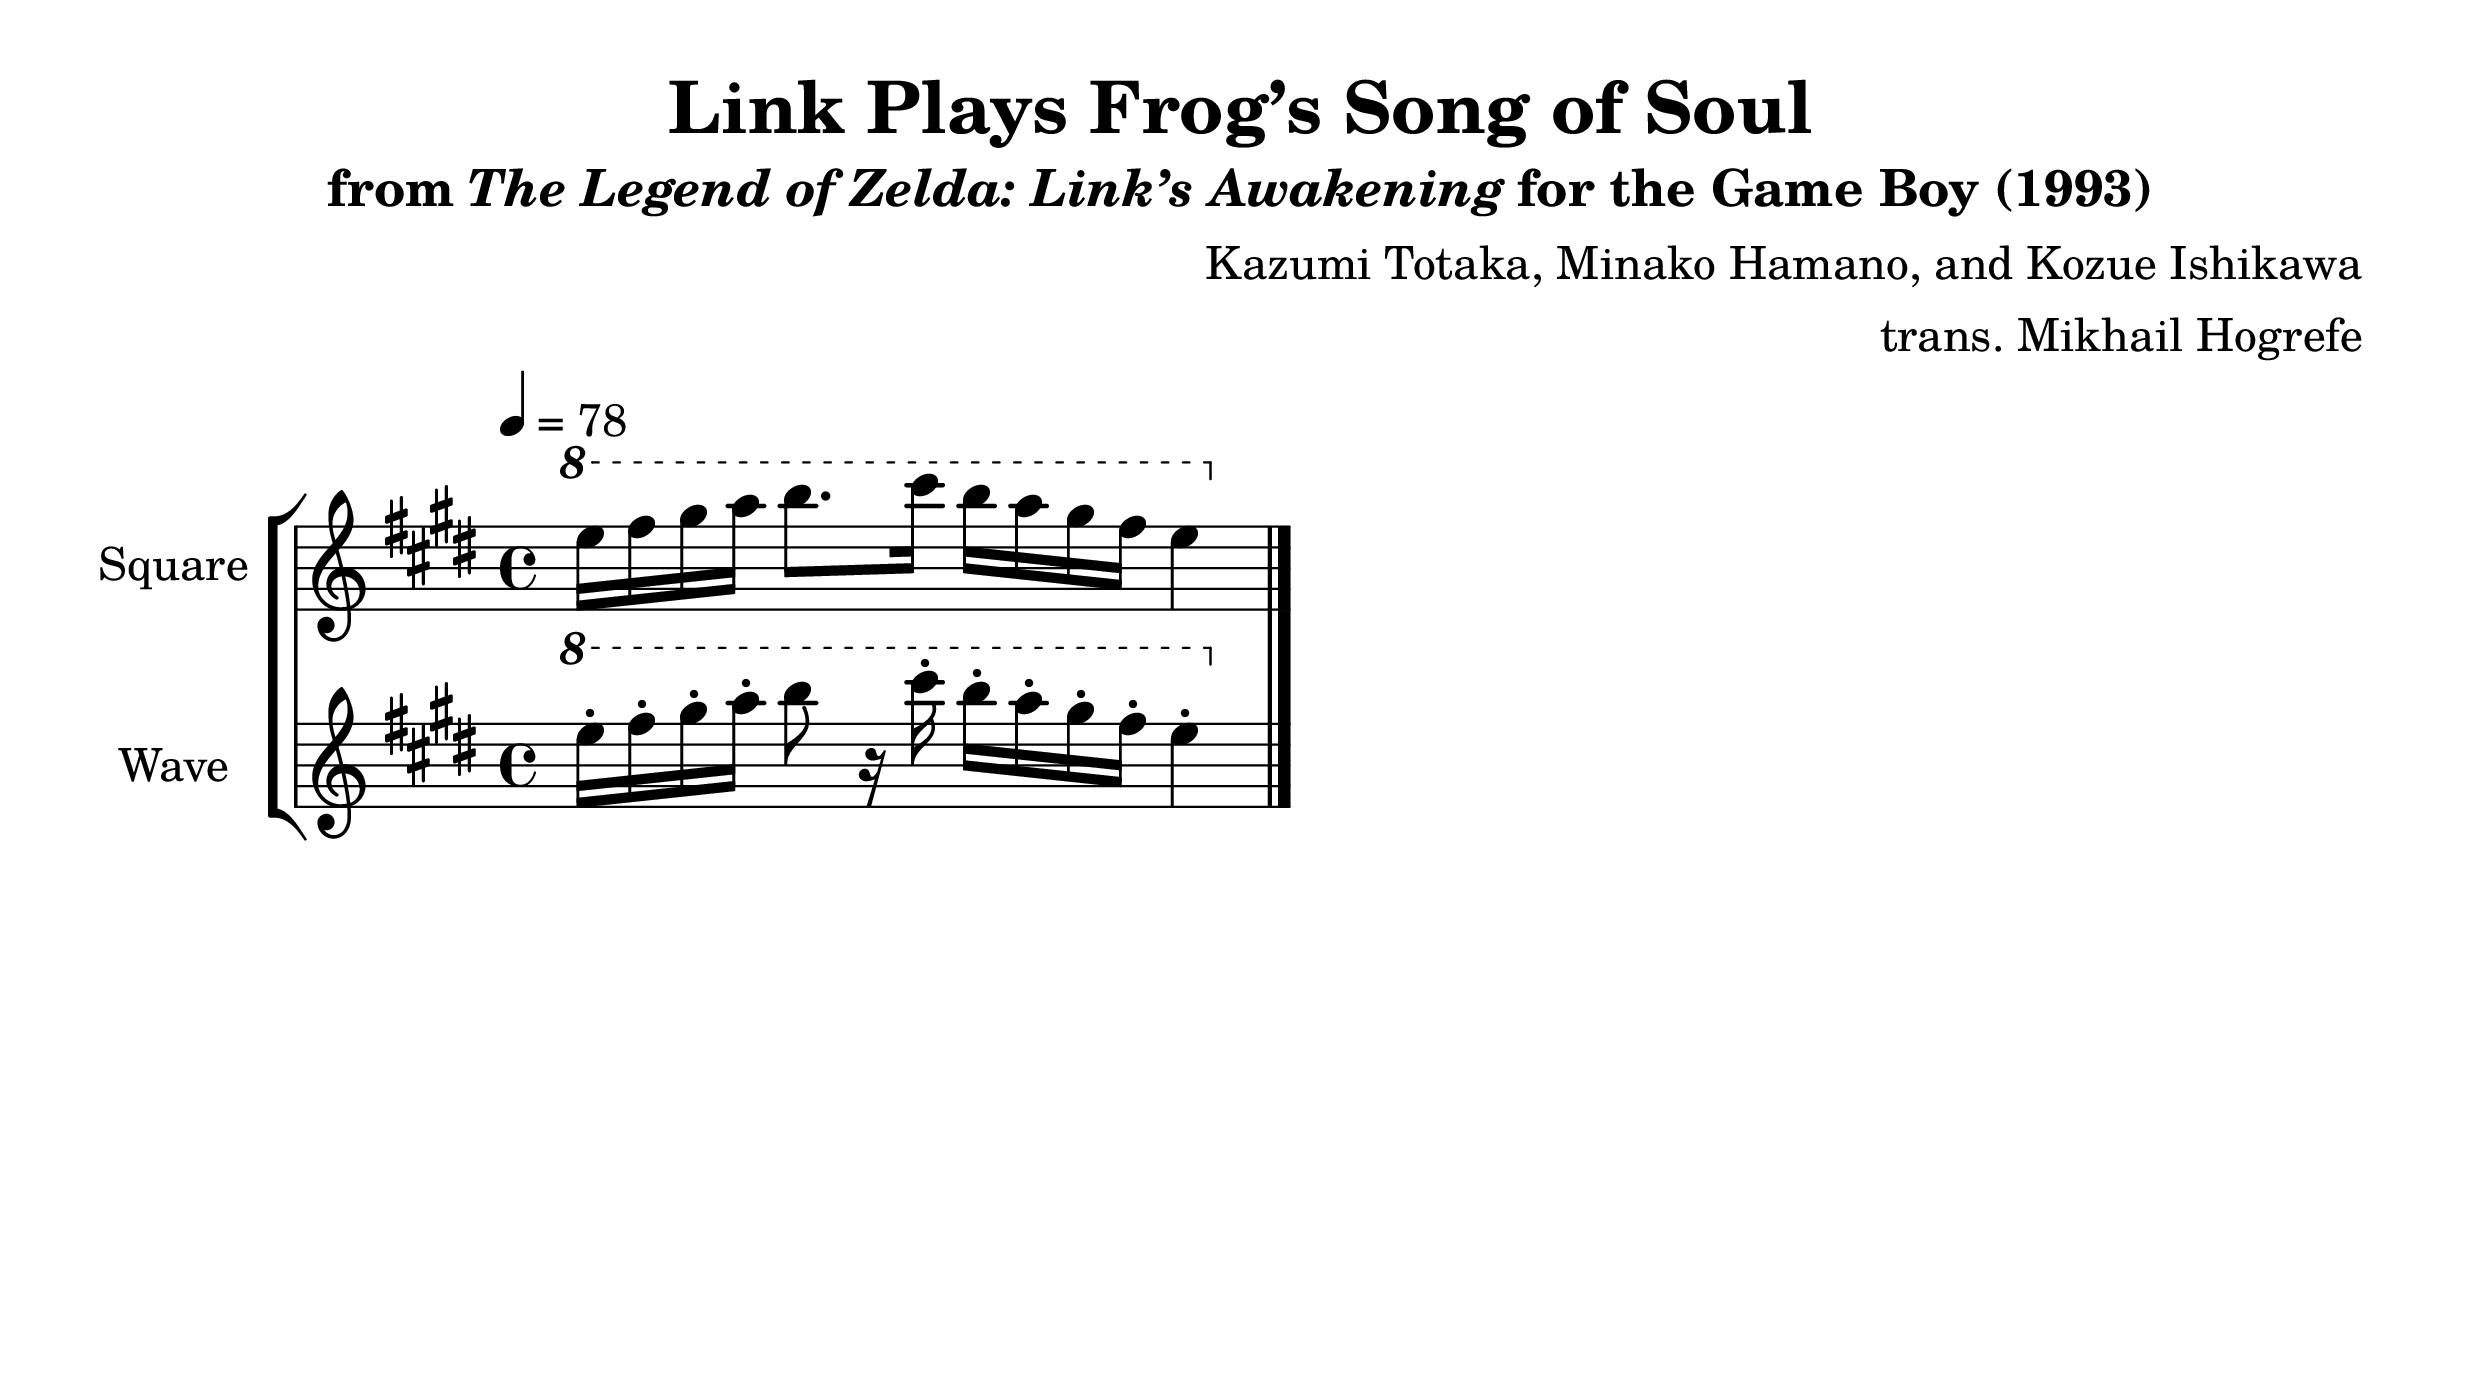 Link Plays Frog’s Song of Soul
from The Legend of Zelda: Link’s Awakening for the Game Boy (1993)
Kazumi Totaka, Minako Hamano, and Kozue Ishikawa
trans. Mikhail Hogrefe
= 78
8
Square
8
Wave